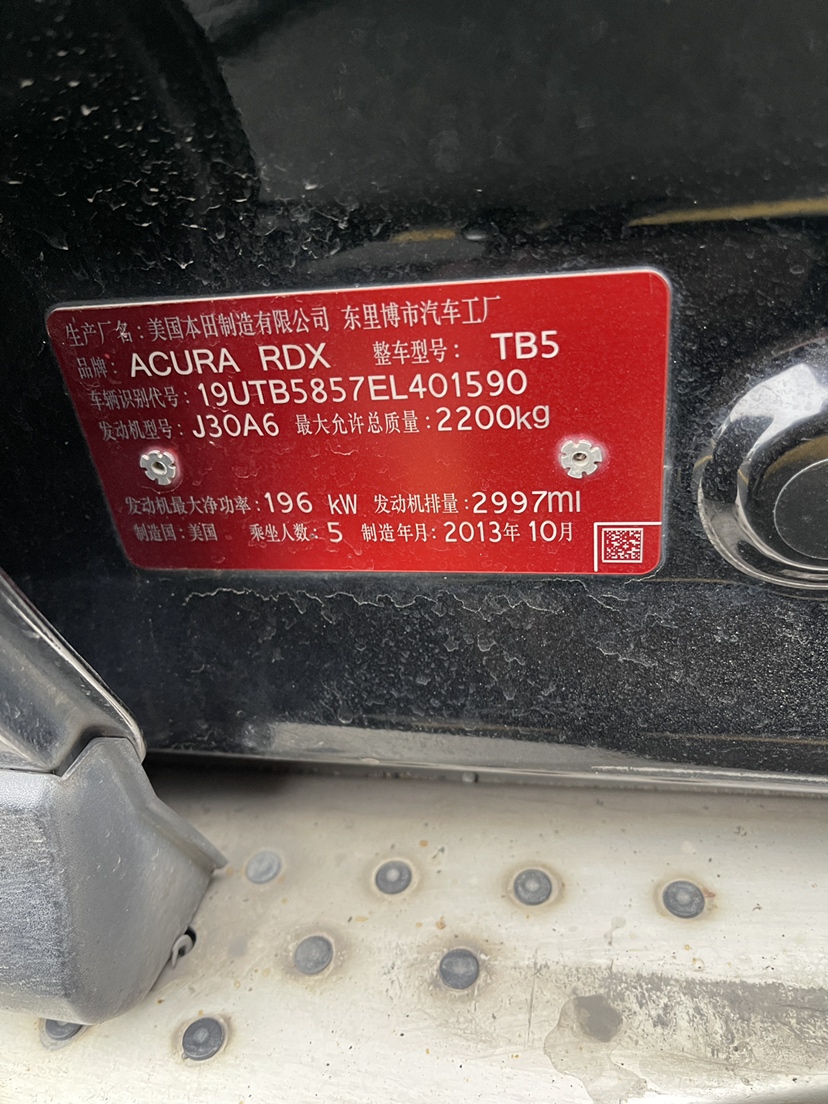 生产厂名：美国本田制造有限公司 东里博市汽车工厂
品牌：ACURA RDX 整车型号： TB5
车辆识别代号：19UTB5857EL401590
发动机型号：J30A6 最大允许总质量：2200kg
发动机最大净功率：196 kW 发动机排量：2997ml
制造国：美国 乘坐人数：5 制造年月：2013年 10月